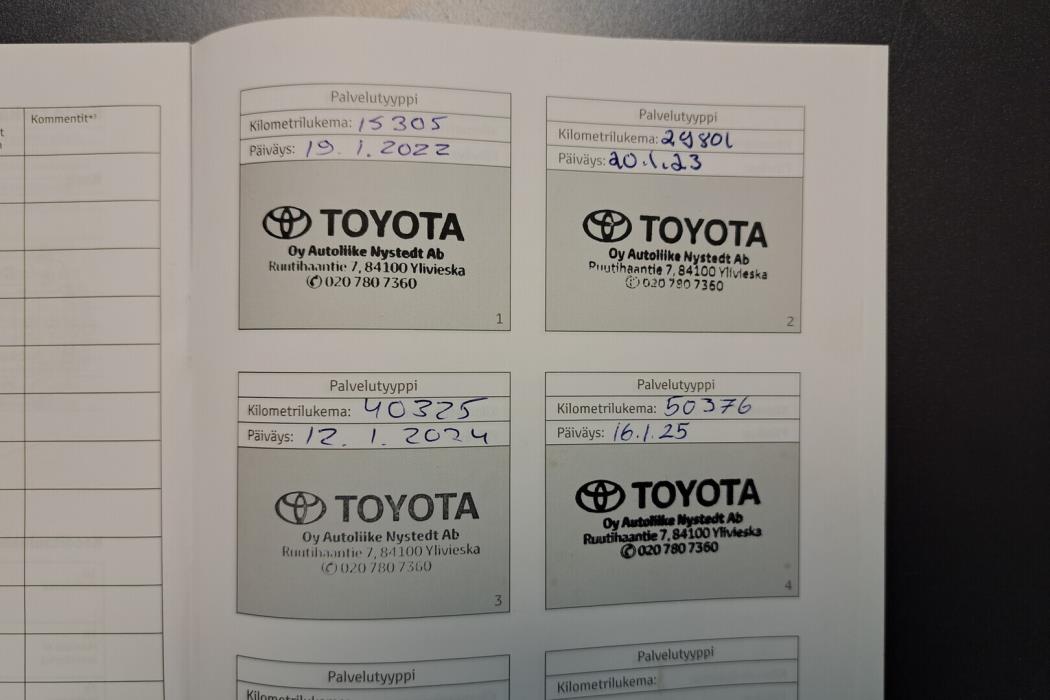 Kommentit*⁾
Palvelutyyppi
Kilometrilukema: 15305
Päiväys: 19.1.2022
TOYOTA
Oy Autoliike Nystedt Ab
Ruutihaantie 7, 84100 Ylivieska
✆ 020 780 7360
1
Palvelutyyppi
Kilometrilukema: 29801
Päiväys: 20.1.23
TOYOTA
Oy Autoliike Nystedt Ab
Ruutihaantie 7, 84100 Ylivieska
✆ 020 780 7360
2
Palvelutyyppi
Kilometrilukema: 40325
Päiväys: 12.1.2024
TOYOTA
Oy Autoliike Nystedt Ab
Ruutihaantie 7, 84100 Ylivieska
✆ 020 780 7360
3
Palvelutyyppi
Kilometrilukema: 50376
Päiväys: 16.1.25
TOYOTA
Oy Autoliike Nystedt Ab
Ruutihaantie 7, 84100 Ylivieska
✆ 020 780 7360
4
Palvelutyyppi
Kilometrilukema:
Palvelutyyppi
Kilometrilukema: